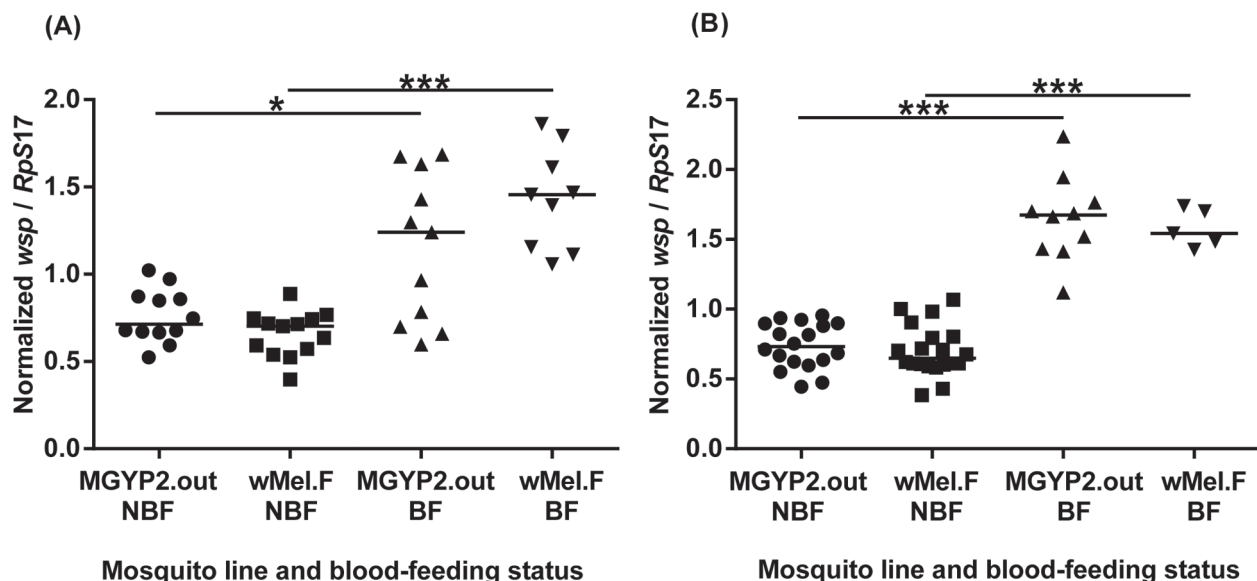 (A)
Normalized wsp / RpS17
2.0
1.5
1.0
0.5
0.0
*
***
MGYP2.out NBF
wMel.F NBF
MGYP2.out BF
wMel.F BF
Mosquito line and blood-feeding status
(B)
Normalized wsp / RpS17
2.5
2.0
1.5
1.0
0.5
0.0
***
***
MGYP2.out NBF
wMel.F NBF
MGYP2.out BF
wMel.F BF
Mosquito line and blood-feeding status